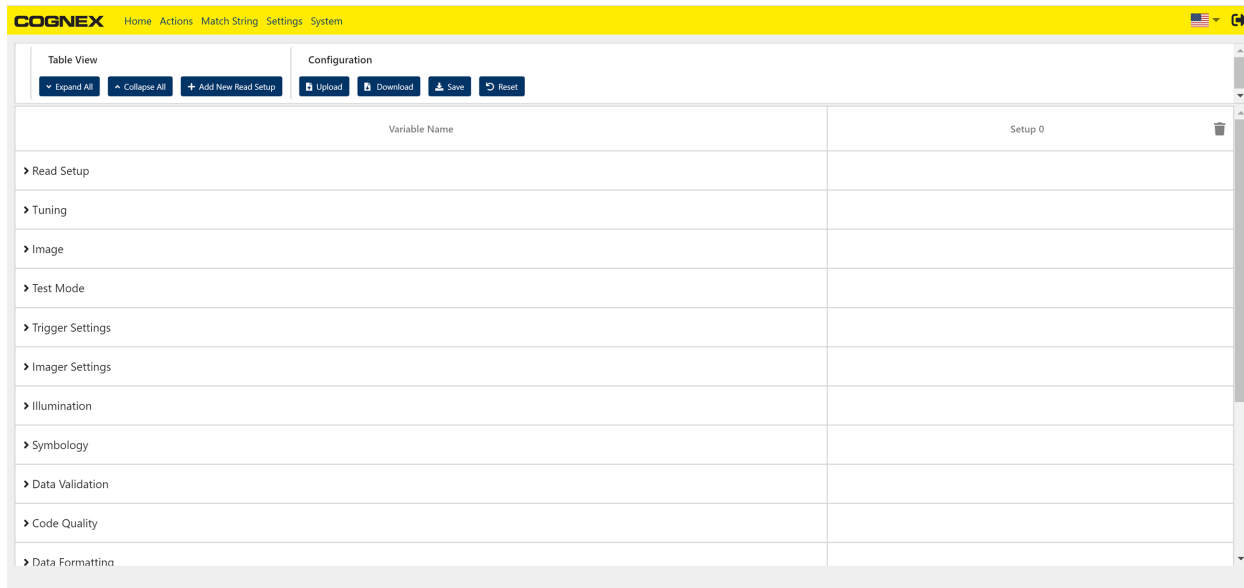 COGNEX Home Actions Match String Settings System
Table View Configuration
Expand All Collapse All Add New Read Setup Upload Download Save Reset
Variable Name Setup 0
Read Setup
Tuning
Image
Test Mode
Trigger Settings
Imager Settings
Illumination
Symbology
Data Validation
Code Quality
Data Formatting